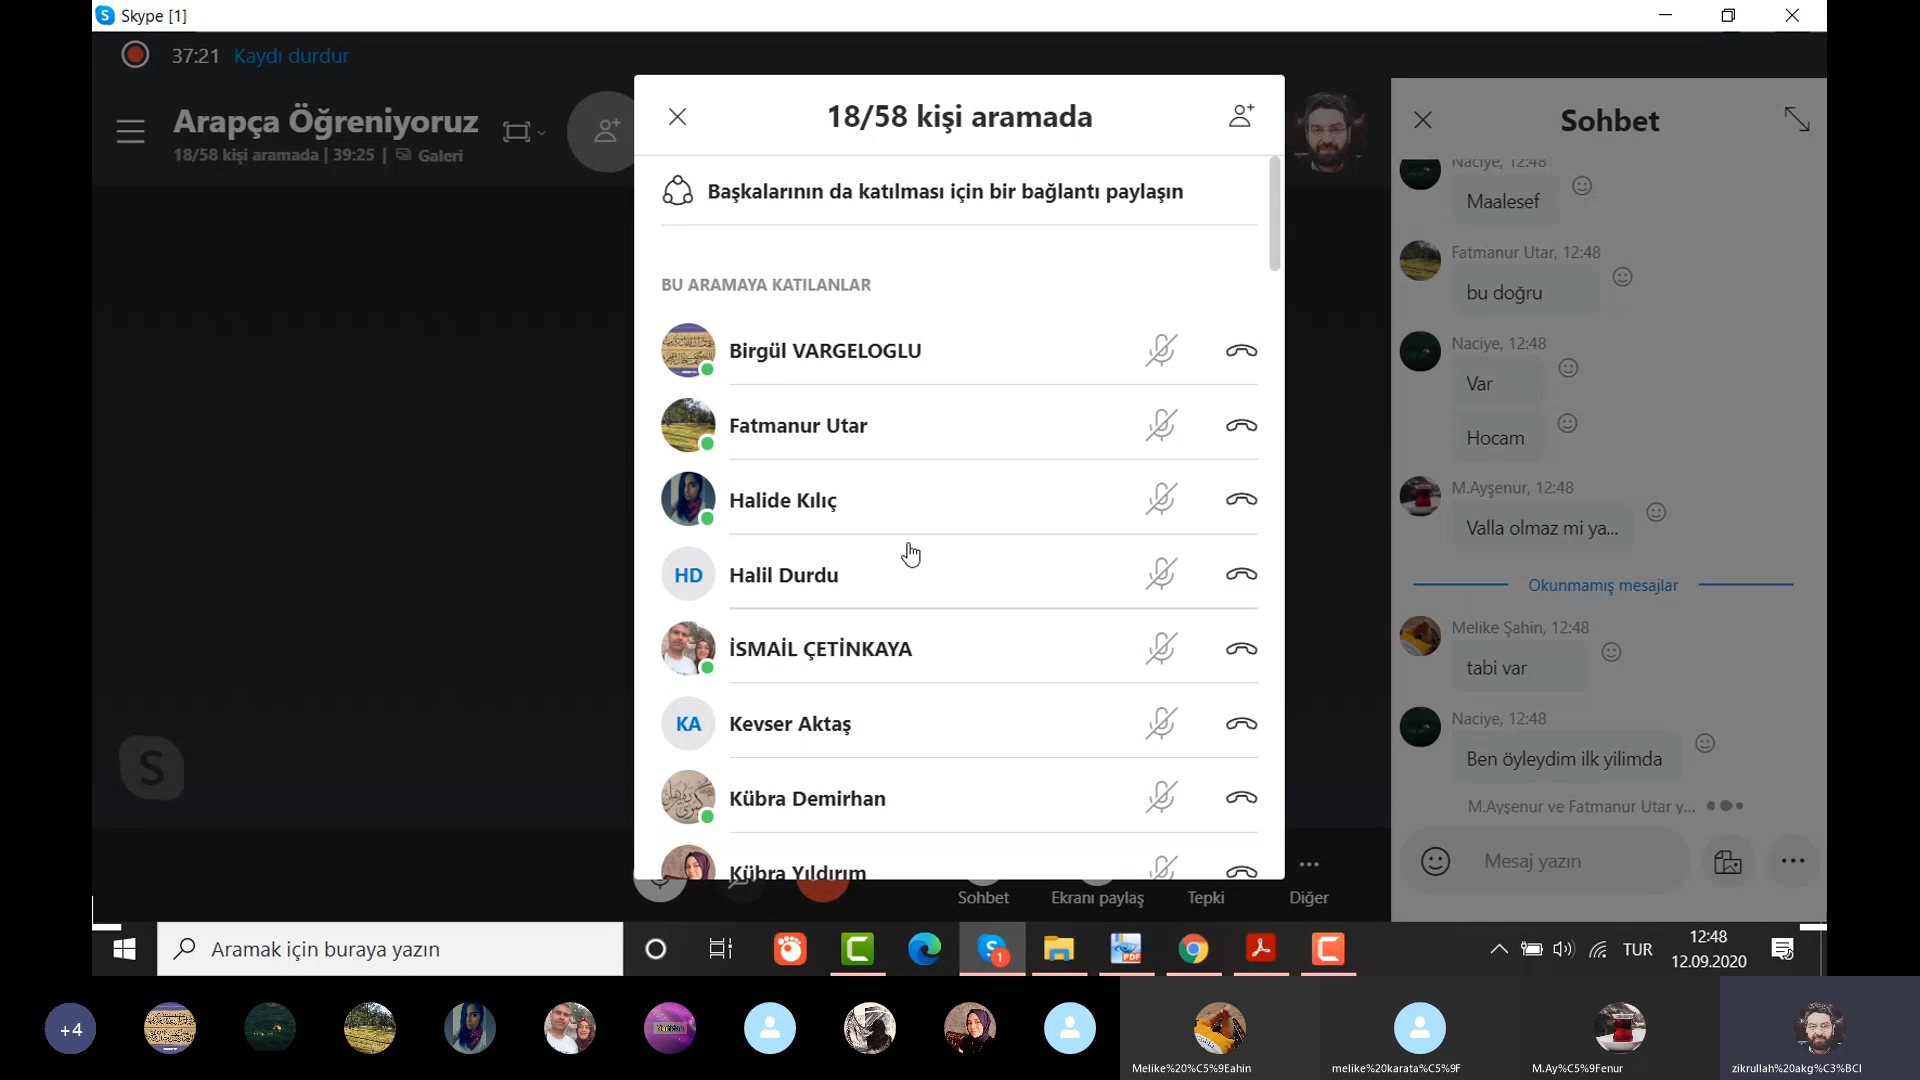 Skype [1]
37:21 Kaydı durdur
Arapça Öğreniyoruz
18/58 kişi aramada | 39:25 | Galeri
18/58 kişi aramada
Başkalarının da katılması için bir bağlantı paylaşın
BU ARAMAYA KATILANLAR
Birgül VARGELOGLU
Fatmanur Utar
Halide Kılıç
HD Halil Durdu
İSMAİL ÇETİNKAYA
KA Kevser Aktaş
Kübra Demirhan
Kübra Yıldırım
Sohbet
Ekranı paylaş
Tepki
Diğer
Sohbet
Naciye, 12:48
Maalesef
Fatmanur Utar, 12:48
bu doğru
Naciye, 12:48
Var
Hocam
M.Ayşenur, 12:48
Valla olmaz mi ya...
Okunmamış mesajlar
Melike Şahin, 12:48
tabi var
Naciye, 12:48
Ben öyleydim ilk yilimda
M.Ayşenur ve Fatmanur Utar y...
Mesaj yazın
Aramak için buraya yazın
1
PDF
TUR
12:48
12.09.2020
+4
Melike%20%C5%9Eahin
melike%20karata%C5%9F
M.Ay%C5%9Fenur
zikrullah%20akg%C3%BCl